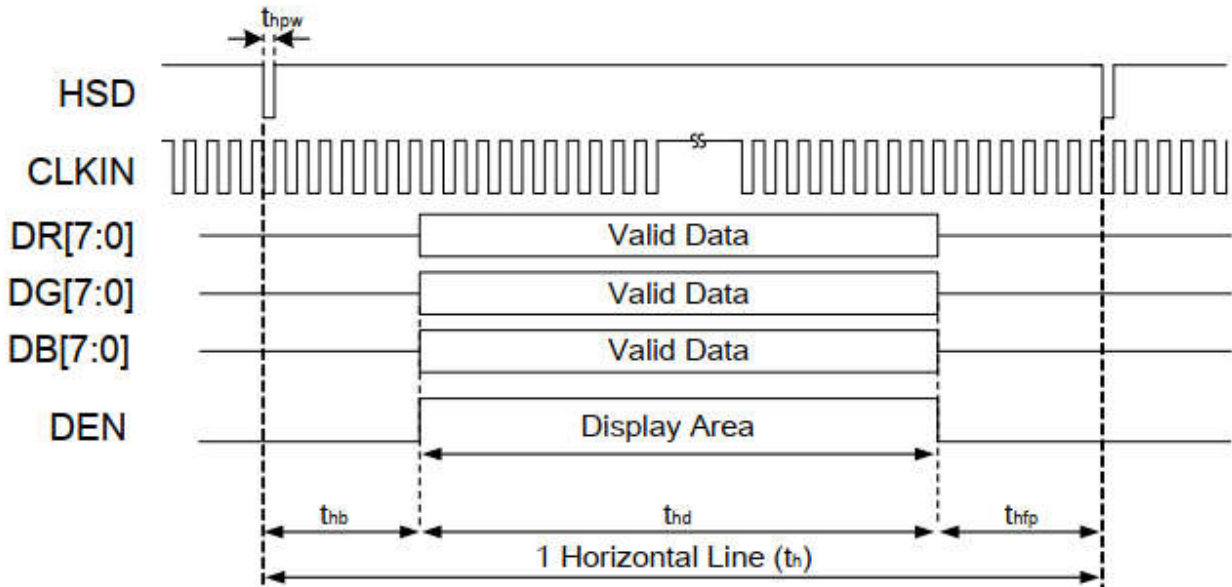 thpw
HSD
CLKIN
DR[7:0] Valid Data
DG[7:0] Valid Data
DB[7:0] Valid Data
DEN Display Area
thb thd thfp
1 Horizontal Line (th)